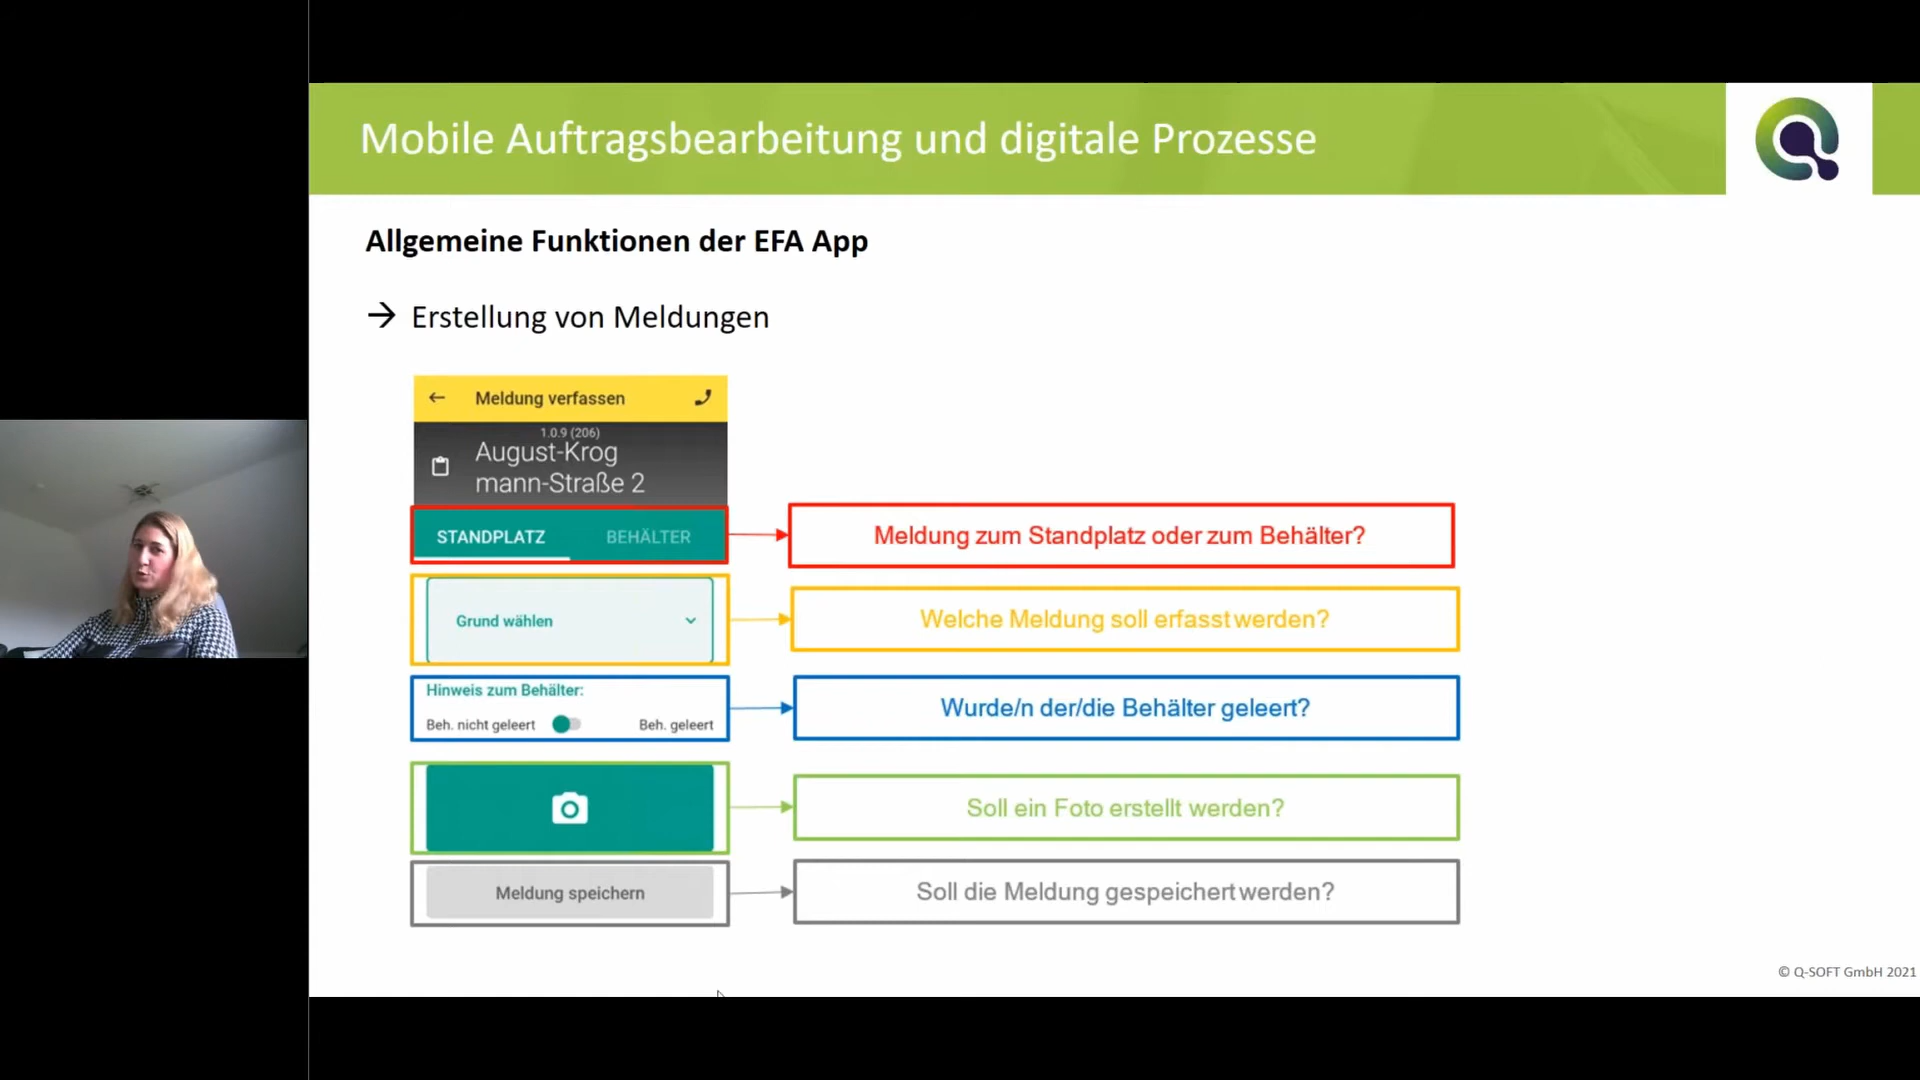 Mobile Auftragsbearbeitung und digitale Prozesse
Allgemeine Funktionen der EFA App
→ Erstellung von Meldungen
← Meldung verfassen
1.0.9 (206)
August-Krog
mann-Straße 2
STANDPLATZ BEHÄLTER
Meldung zum Standplatz oder zum Behälter?
Grund wählen
Welche Meldung soll erfasst werden?
Hinweis zum Behälter:
Beh. nicht geleert Beh. geleert
Wurde/n der/die Behälter geleert?
Soll ein Foto erstellt werden?
Meldung speichern
Soll die Meldung gespeichert werden?
© Q-SOFT GmbH 2021